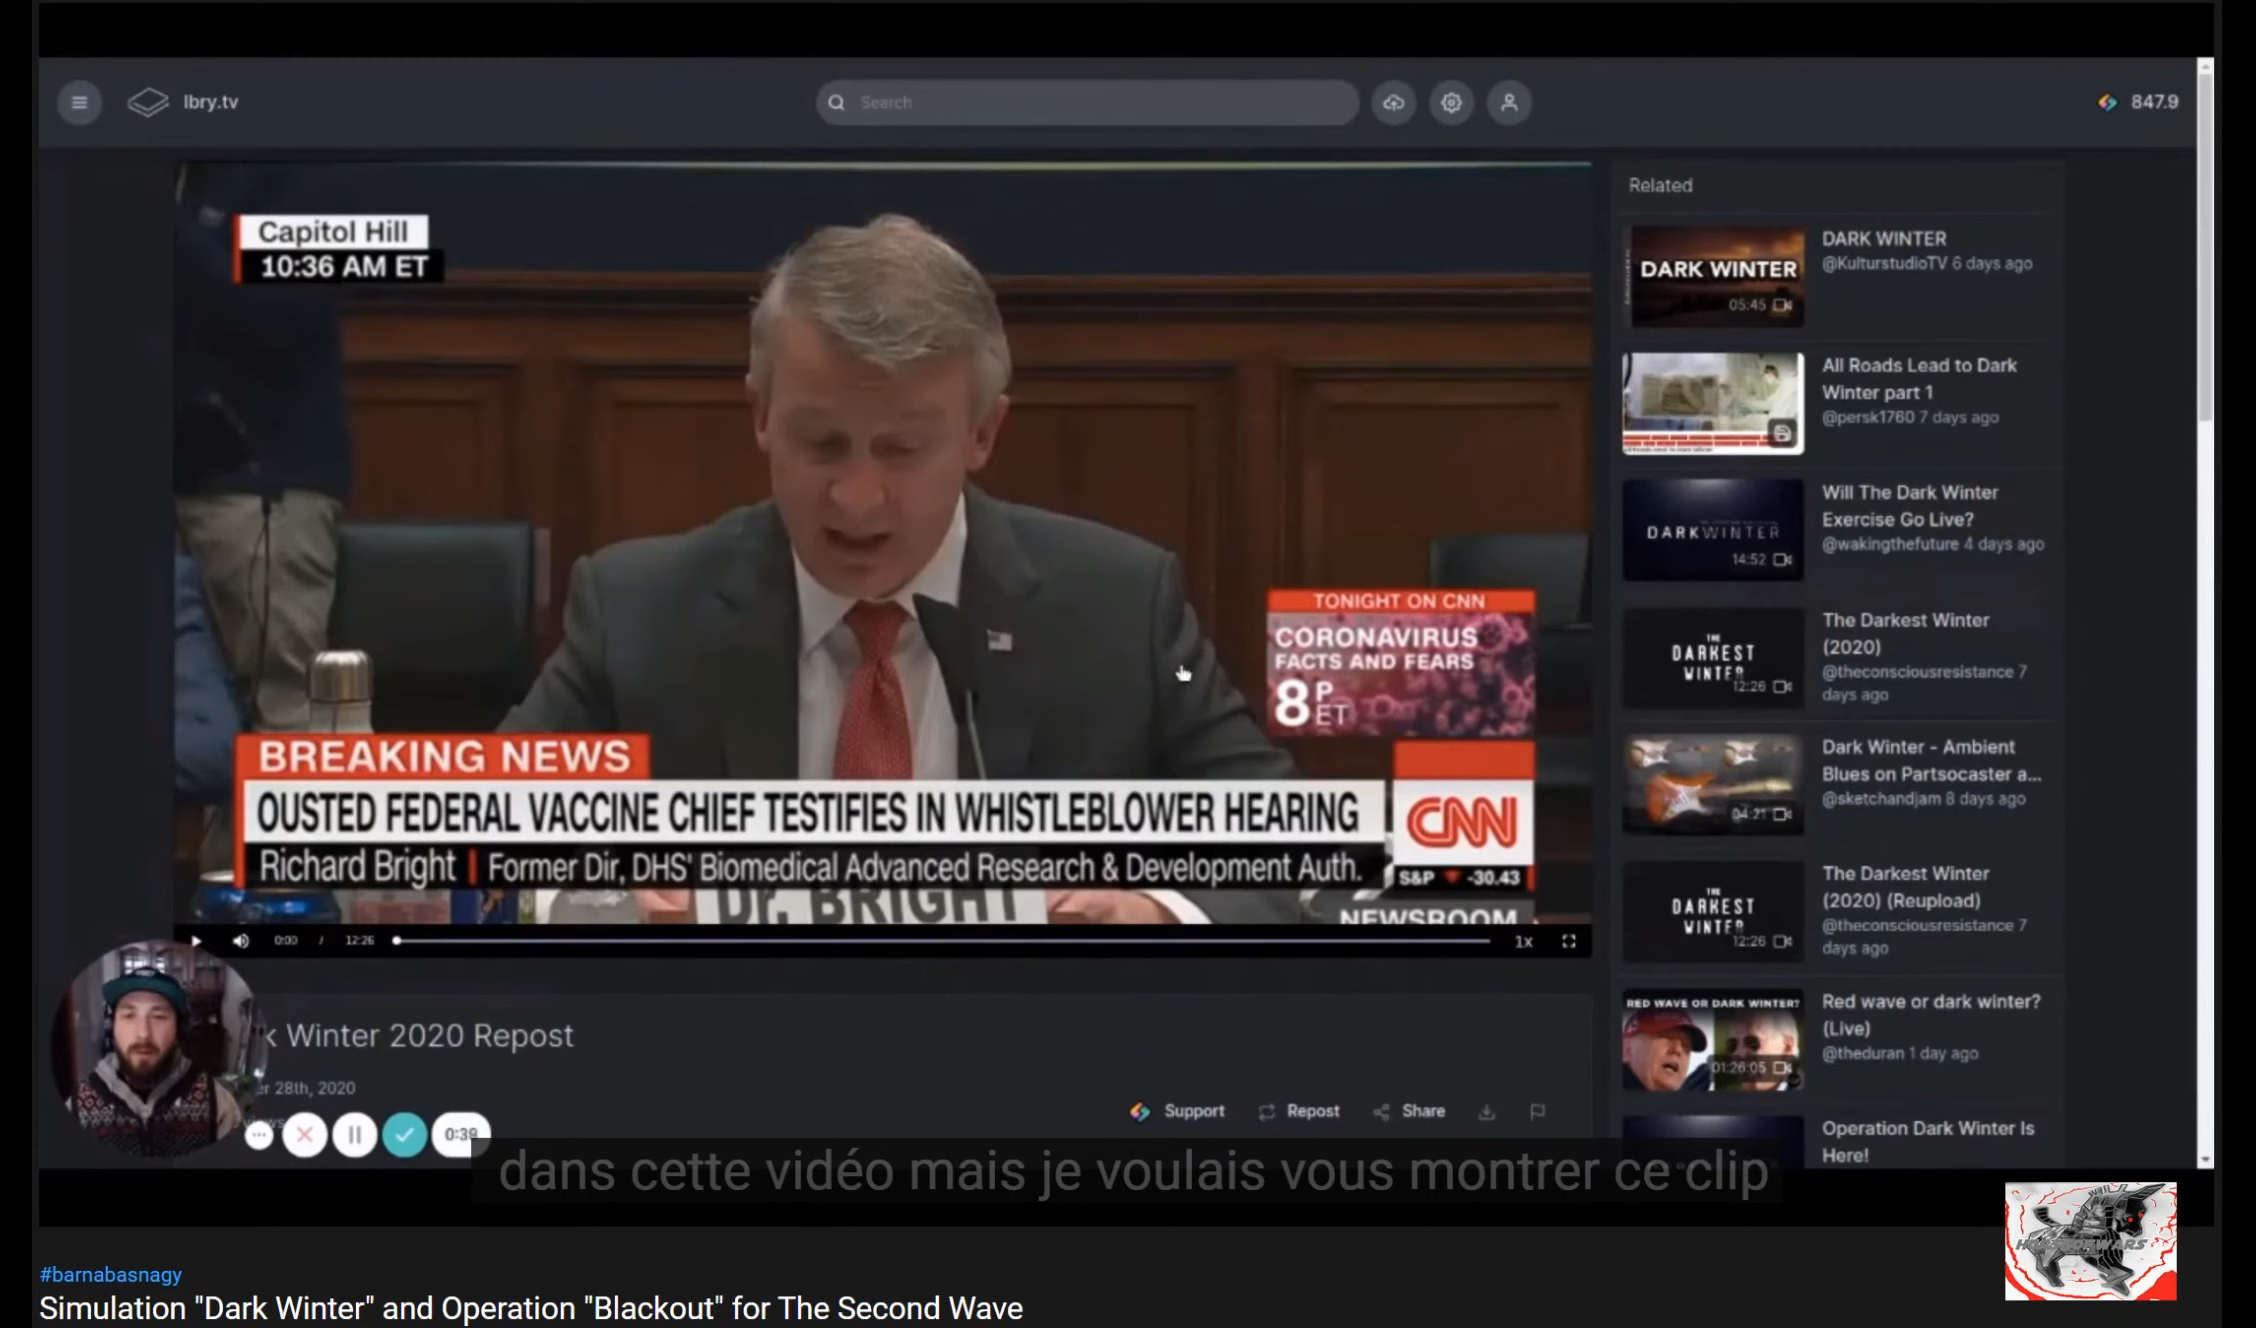 lbry.tv
Search
847.9
Capitol Hill
10:36 AM ET
TONIGHT ON CNN
CORONAVIRUS
FACTS AND FEARS
8 P ET
BREAKING NEWS
OUSTED FEDERAL VACCINE CHIEF TESTIFIES IN WHISTLEBLOWER HEARING
CNN
Richard Bright | Former Dir, DHS' Biomedical Advanced Research & Development Auth.
S&P ▼ -30.43
Dr. BRIGHT
NEWSROOM
0:00 / 12:26
1x
k Winter 2020 Repost
er 28th, 2020
views
Support
Repost
Share
0:39
Related
DARK WINTER
05:45
DARK WINTER
@KulturstudioTV 6 days ago
All Roads Lead to Dark
Winter part 1
@persk1760 7 days ago
DARKWINTER
14:52
Will The Dark Winter
Exercise Go Live?
@wakingthefuture 4 days ago
THE
DARKEST
WINTER
12:26
The Darkest Winter
(2020)
@theconsciousresistance 7
days ago
04:21
Dark Winter - Ambient
Blues on Partsocaster a...
@sketchandjam 8 days ago
THE
DARKEST
WINTER
12:26
The Darkest Winter
(2020) (Reupload)
@theconsciousresistance 7
days ago
RED WAVE OR DARK WINTER?
01:26:05
Red wave or dark winter?
(Live)
@theduran 1 day ago
Operation Dark Winter Is
Here!
dans cette vidéo mais je voulais vous montrer ce clip
#barnabasnagy
Simulation "Dark Winter" and Operation "Blackout" for The Second Wave